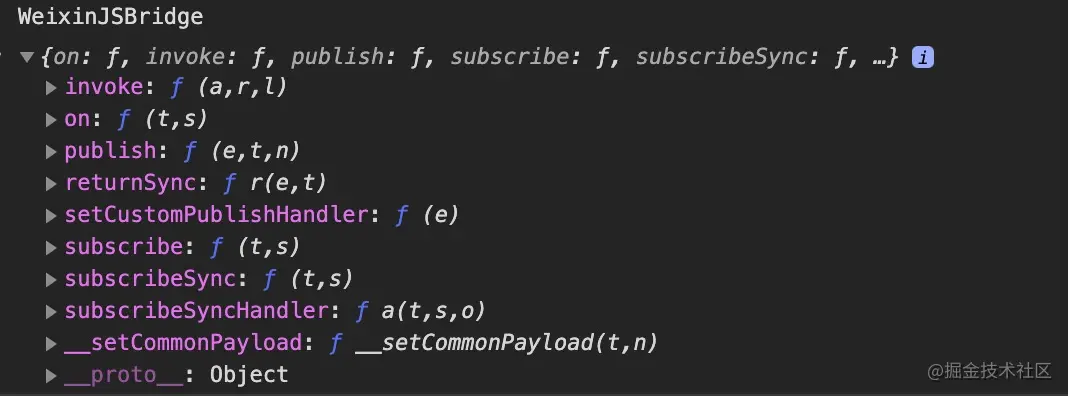 WeixinJSBridge
▼{on: ƒ, invoke: ƒ, publish: ƒ, subscribe: ƒ, subscribeSync: ƒ, …} i
▶invoke: ƒ (a,r,l)
▶on: ƒ (t,s)
▶publish: ƒ (e,t,n)
▶returnSync: ƒ r(e,t)
▶setCustomPublishHandler: ƒ (e)
▶subscribe: ƒ (t,s)
▶subscribeSync: ƒ (t,s)
▶subscribeSyncHandler: ƒ a(t,s,o)
▶__setCommonPayload: ƒ __setCommonPayload(t,n)
▶__proto__: Object
@掘金技术社区